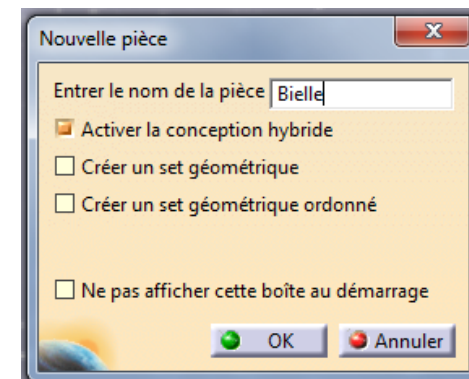 Nouvelle pièce
Entrer le nom de la pièce Bielle
Activer la conception hybride
Créer un set géométrique
Créer un set géométrique ordonné
Ne pas afficher cette boîte au démarrage
OK Annuler